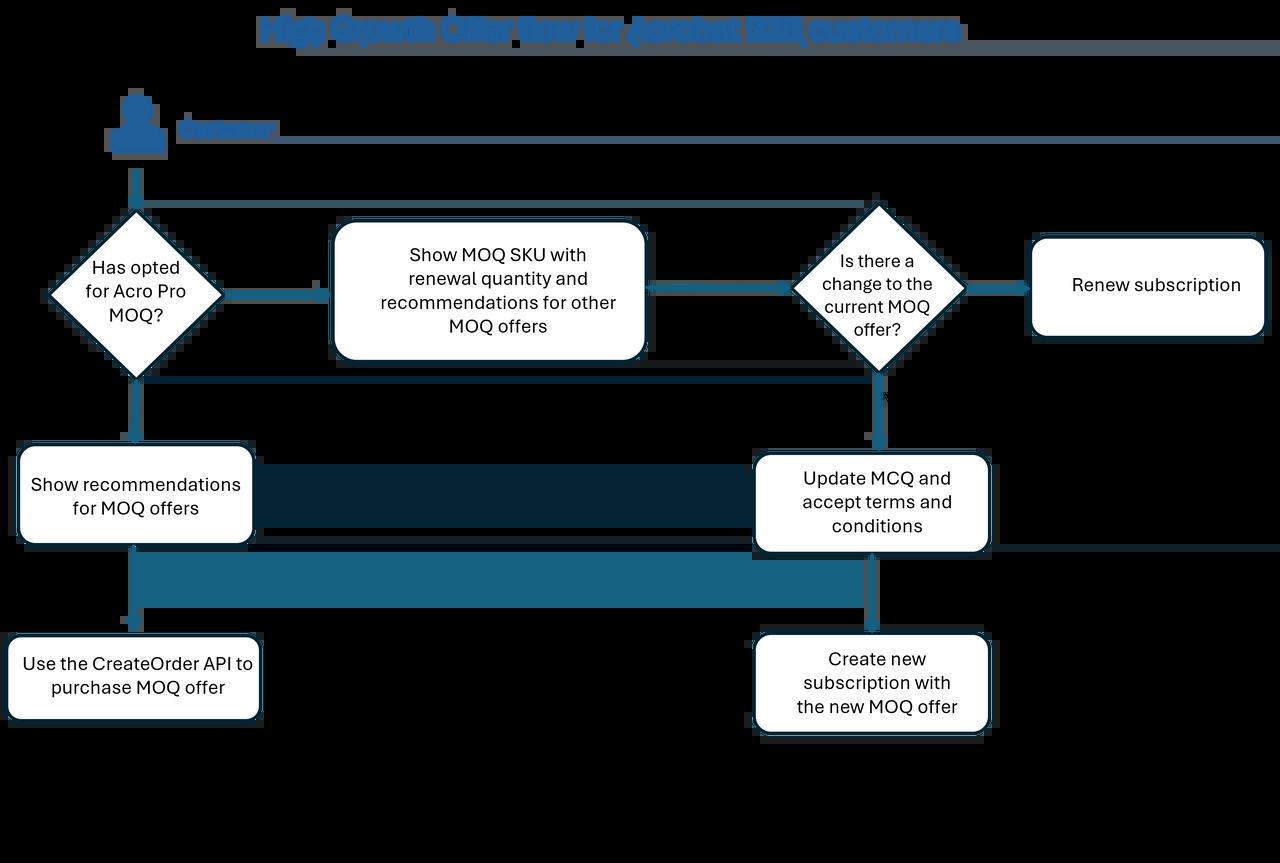 High Growth Offer flow for Acrobat customers
Customer
Has opted
for Acro Pro
MOQ?
Show MOQ SKU with
renewal quantity and
recommendations for other
MOQ offers
Is there a
change to the
current MOQ
offer?
Renew subscription
Show recommendations
for MOQ offers
Update MCQ and
accept terms and
conditions
Use the CreateOrder API to
purchase MOQ offer
Create new
subscription with
the new MOQ offer